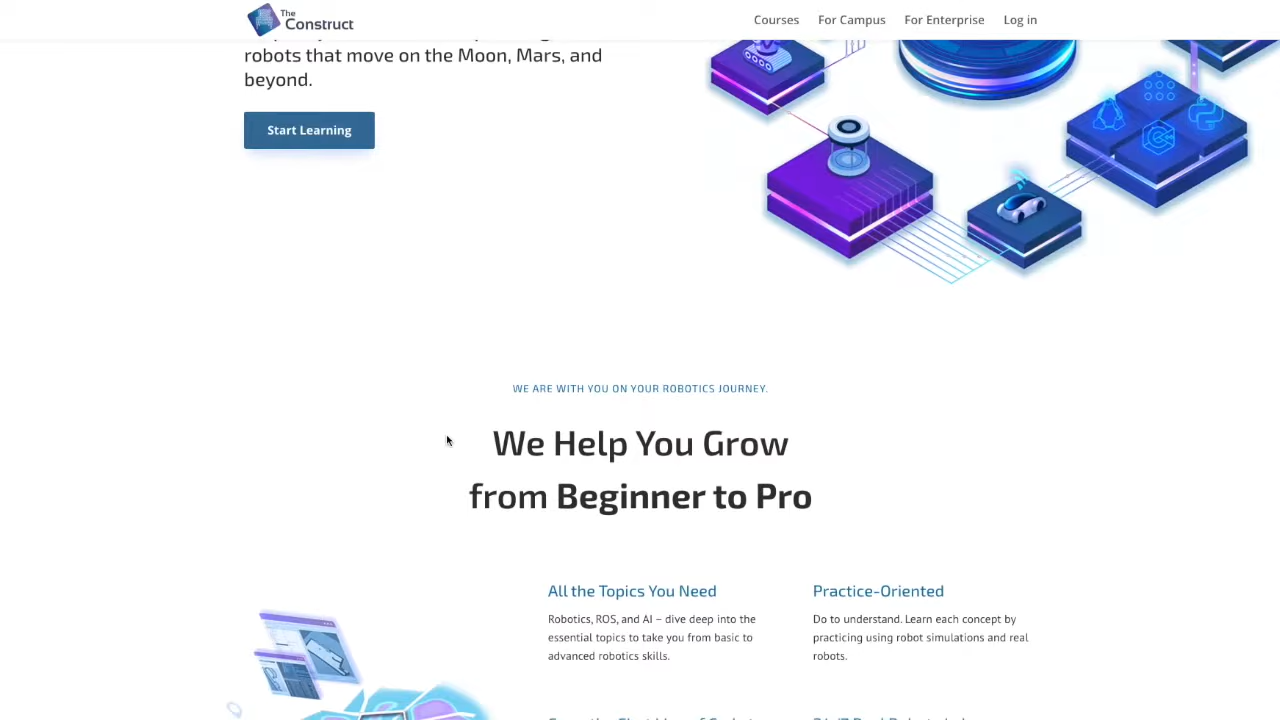 The
Construct
Courses
For Campus
For Enterprise
Log in
robots that move on the Moon, Mars, and
beyond.
Start Learning
WE ARE WITH YOU ON YOUR ROBOTICS JOURNEY.
We Help You Grow
from Beginner to Pro
All the Topics You Need
Robotics, ROS, and AI – dive deep into the
essential topics to take you from basic to
advanced robotics skills.
Practice-Oriented
Do to understand. Learn each concept by
practicing using robot simulations and real
robots.